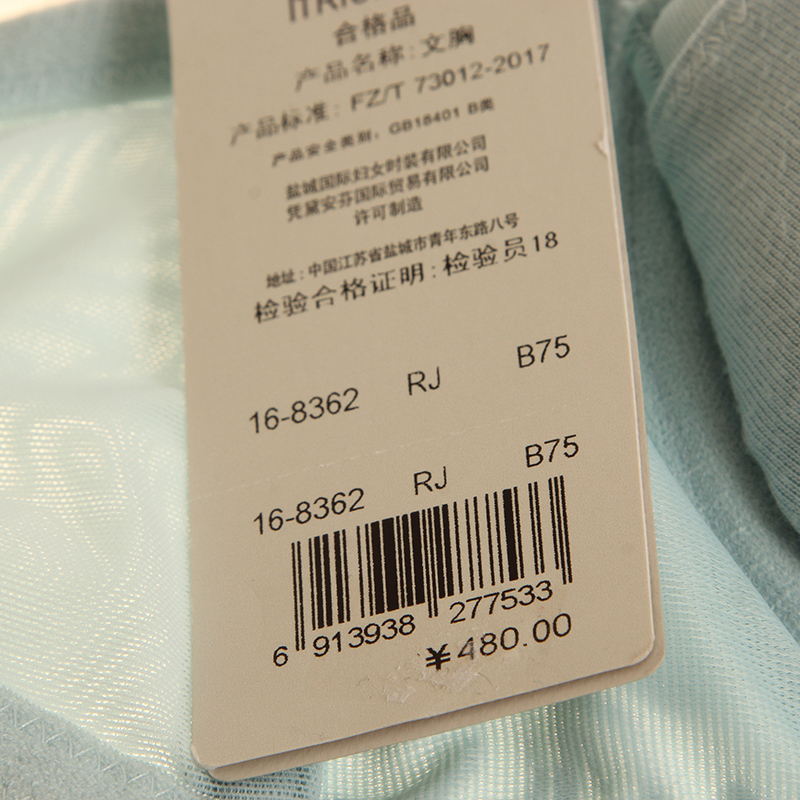 合格品
产品名称：文胸
产品标准：FZ/T 73012-2017
产品安全类别：GB18401 B类
盐城国际妇女时装有限公司
凭黛安芬国际贸易有限公司
许可制造
地址：中国江苏省盐城市青年东路八号
检验合格证明：检验员18
16-8362 RJ B75
16-8362 RJ B75
6 913938 277533
¥480.00